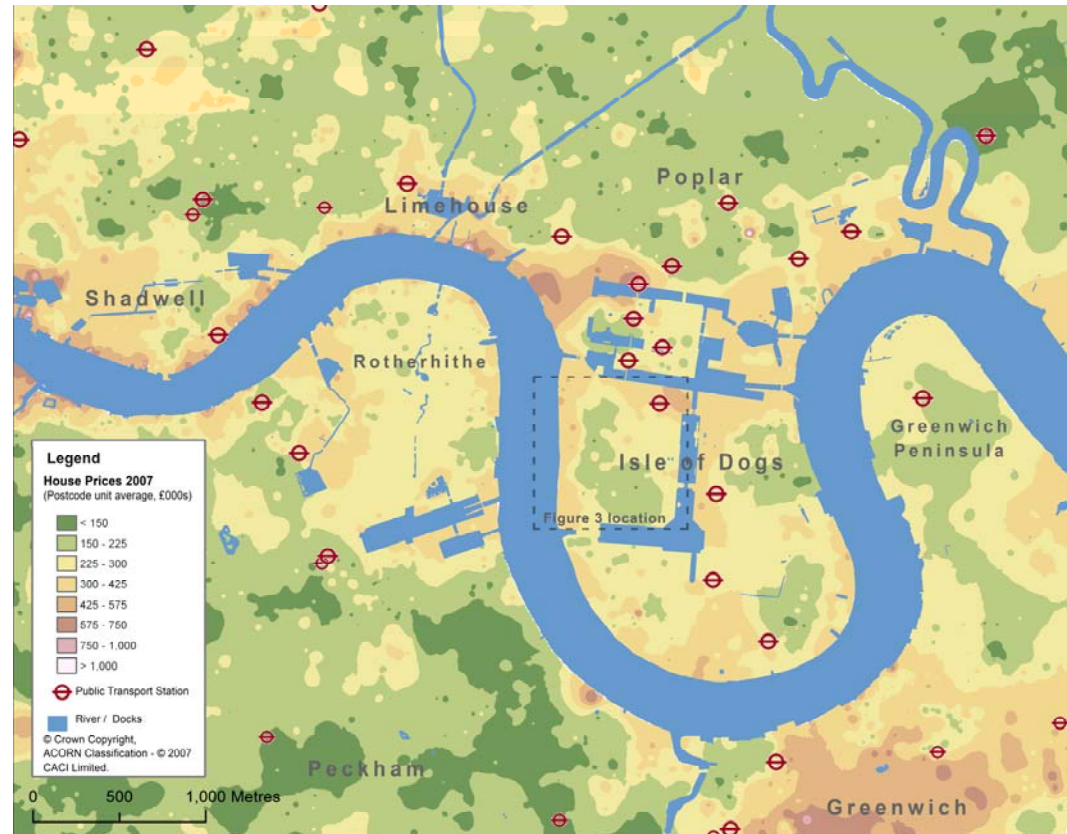 Poplar
Limehouse
Shadwell
Rotherhithe
Greenwich
Peninsula
Isle of Dogs
Figure 3 location
Legend
House Prices 2007
(Postcode unit average, £000s)
< 150
150 - 225
225 - 300
300 - 425
425 - 575
575 - 750
750 - 1,000
> 1,000
Public Transport Station
River / Docks
© Crown Copyright,
ACORN Classification - © 2007
CACI Limited.
Peckham
0 500 1,000 Metres
Greenwich